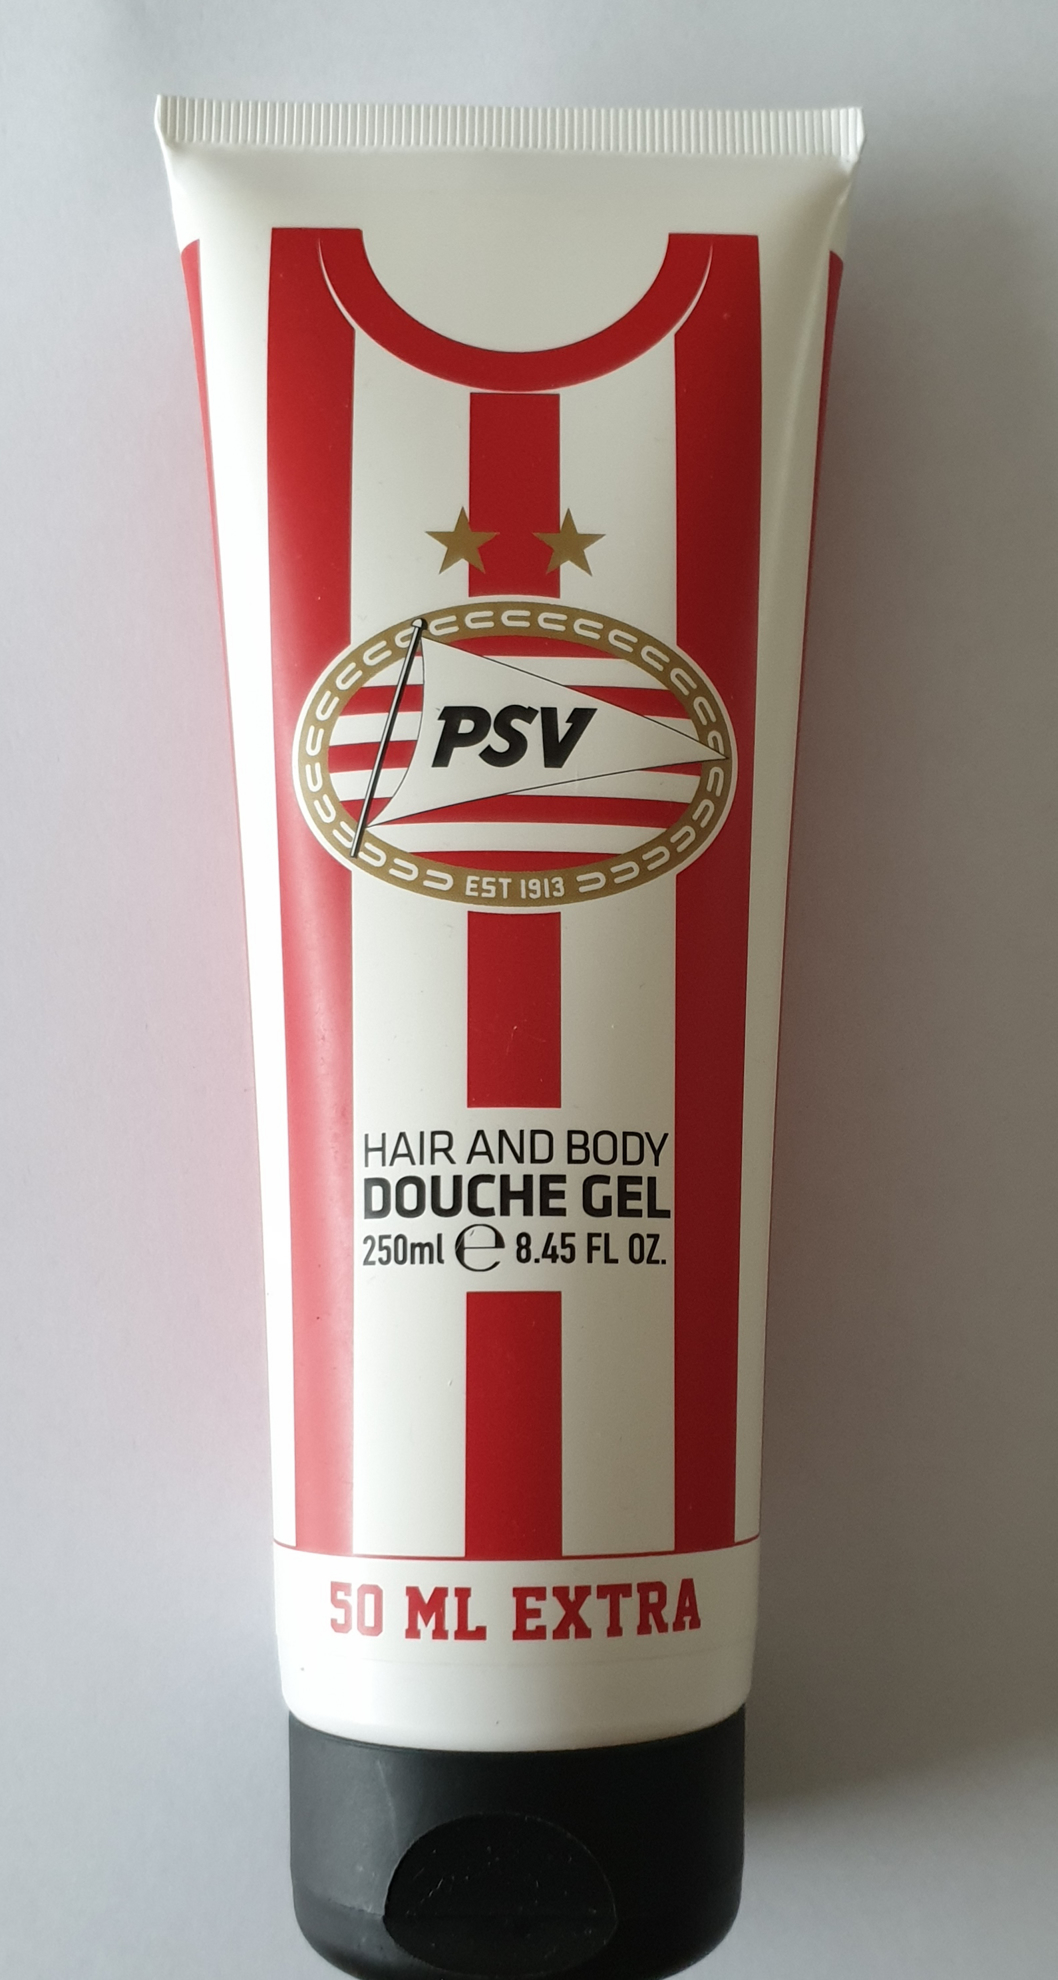 PSV
EST 1913
HAIR AND BODY
DOUCHE GEL
250ml ℮ 8.45 FL OZ.
50 ML EXTRA